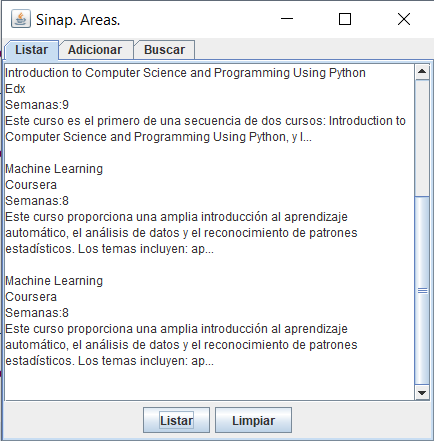 Sinap. Areas.
Listar Adicionar Buscar
Introduction to Computer Science and Programming Using Python
Edx
Semanas:9
Este curso es el primero de una secuencia de dos cursos: Introduction to
Computer Science and Programming Using Python, y I...
Machine Learning
Coursera
Semanas:8
Este curso proporciona una amplia introducción al aprendizaje
automático, el análisis de datos y el reconocimiento de patrones
estadísticos. Los temas incluyen: ap...
Machine Learning
Coursera
Semanas:8
Este curso proporciona una amplia introducción al aprendizaje
automático, el análisis de datos y el reconocimiento de patrones
estadísticos. Los temas incluyen: ap...
Listar Limpiar